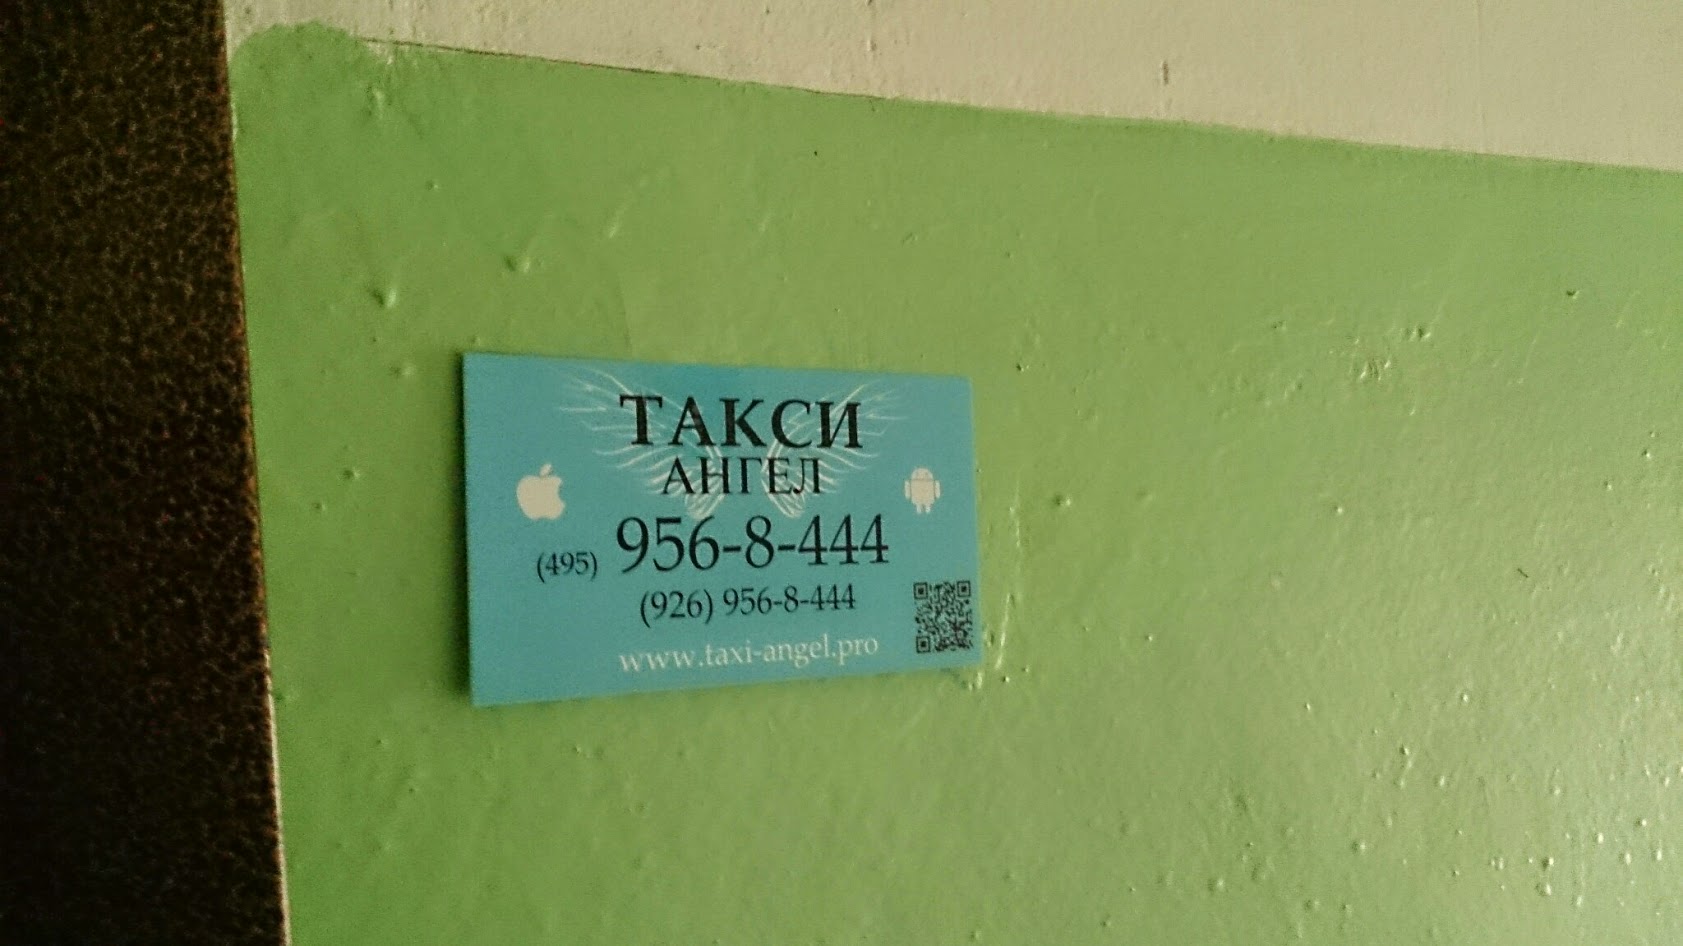 ТАКСИ
АНГЕЛ
(495) 956-8-444
(926) 956-8-444
www.taxi-angel.pro